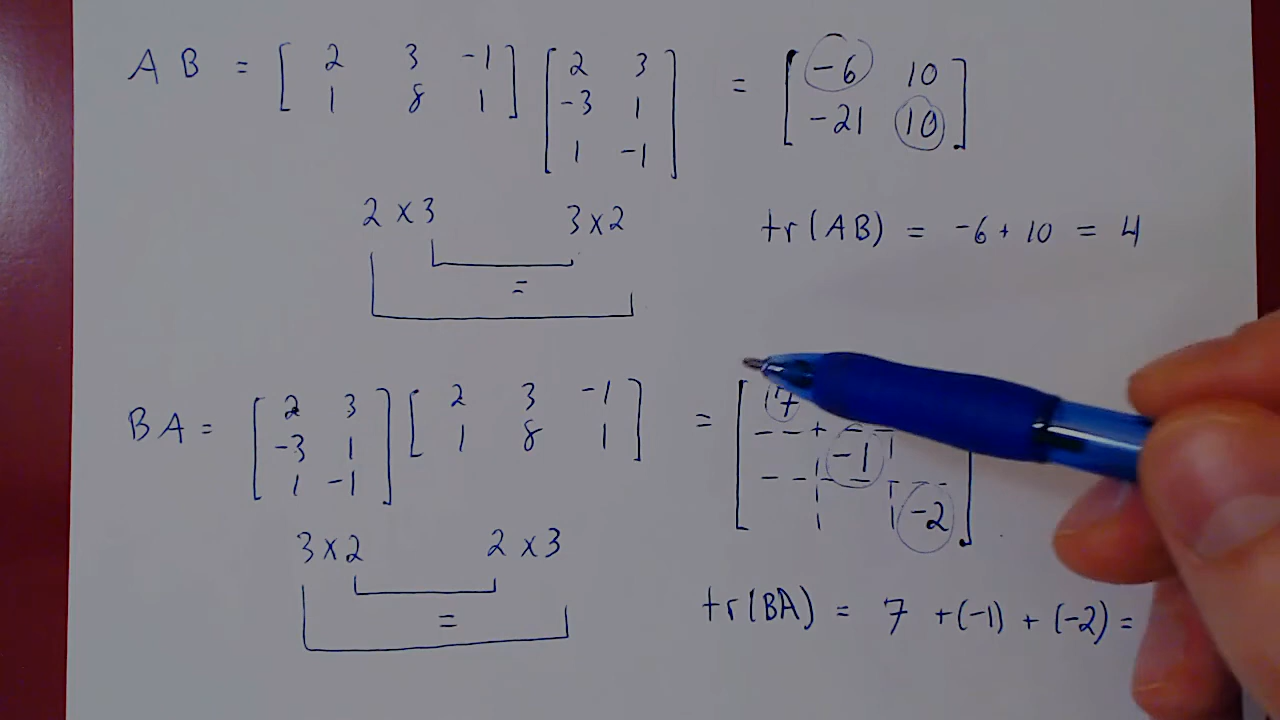 AB = [ 2 3 -1 ] [ 2 3 ] = [ -6 10 ]
[ 1 8 1 ] [ -3 1 ] [ -21 10 ]
[ 1 -1 ]
2 x 3 3 x 2
tr(AB) = -6 + 10 = 4
=
BA = [ 2 3 ] [ 2 3 -1 ] = [ 7
[ -3 1 ] [ 1 8 1 ] -1
[ 1 -1 ] -2 ]
3 x 2 2 x 3
=
tr(BA) = 7 + (-1) + (-2) =